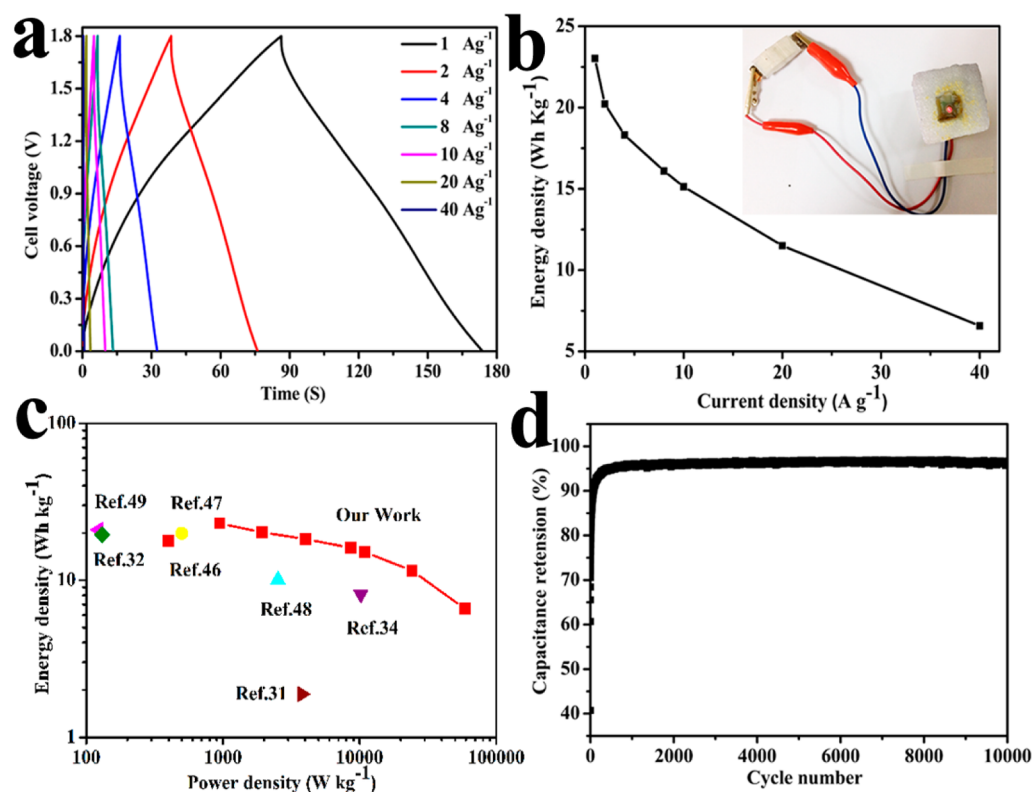 a
1.8
1.5
1.2
0.9
0.6
0.3
0.0
Cell voltage (V)
0 30 60 90 120 150 180
Time (S)
1 Ag-1
2 Ag-1
4 Ag-1
8 Ag-1
10 Ag-1
20 Ag-1
40 Ag-1
b
25
20
15
10
5
Energy density (Wh Kg-1)
0 10 20 30 40
Current density (A g-1)
c
100
10
1
Energy density (Wh kg-1)
Ref.49
Ref.47
Our Work
Ref.32
Ref.46
Ref.48
Ref.34
Ref.31
100 1000 10000 100000
Power density (W kg-1)
d
100
95
90
80
70
60
50
40
Capacitance retention (%)
0 2000 4000 6000 8000 10000
Cycle number